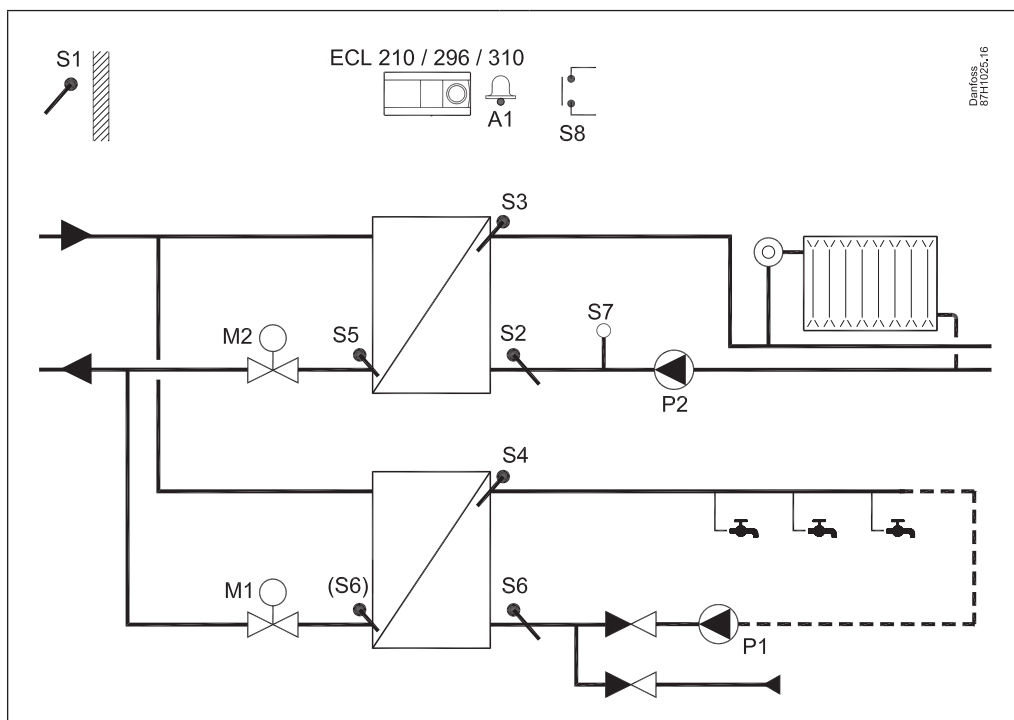 S1
ECL 210 / 296 / 310
A1
S8
Danfoss
87H1025.16
S3
M2
S5
S2
S7
P2
S4
M1
(S6)
S6
P1